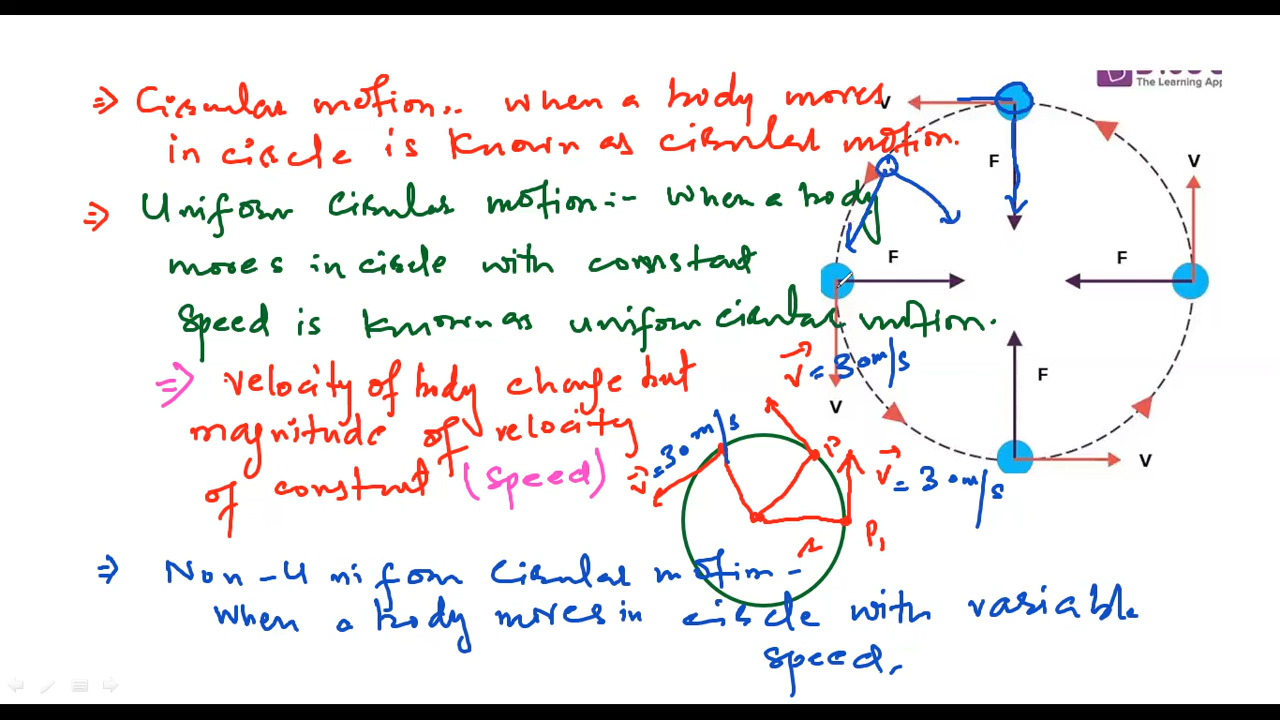 ⇒ Circular motion:- when a body moves
in circle is known as circular motion.
⇒ Uniform circular motion:- when a body
moves in circle with constant
speed is known as uniform circular motion.
⇒ velocity of body change but
magnitude of velocity
of constant (speed)
⇒ Non-Uniform circular motion -
when a body moves in circle with variable
speed.
The Learning App
V
F
V
F
F
V
F
V
v = 30 m/s
v = 30 m/s
P
v = 30 m/s
P1
r